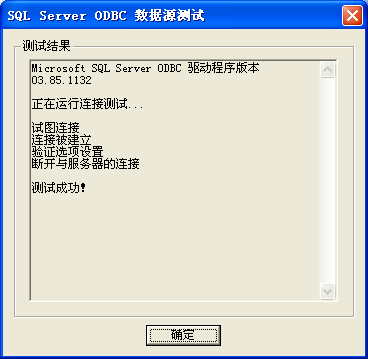 SQL Server ODBC 数据源测试
测试结果
Microsoft SQL Server ODBC 驱动程序版本
03.85.1132
正在运行连接测试...
试图连接
连接被建立
验证选项设置
断开与服务器的连接
测试成功!
确定